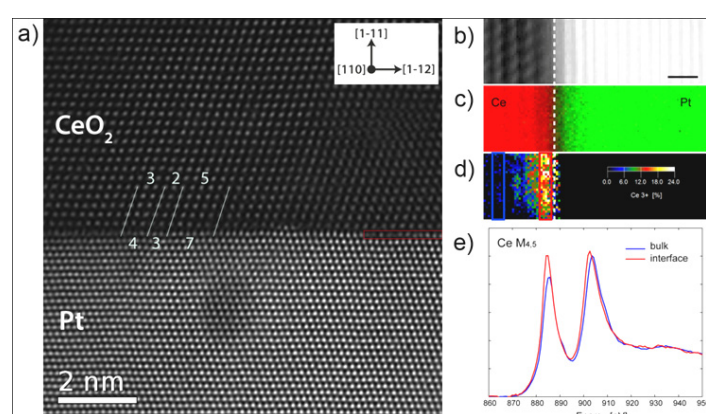 a)
[1-11]
[110]
[1-12]
CeO2
3 2 5
4 3 7
Pt
2 nm
b)
c)
Ce
Pt
d)
0.0 6.0 12.0 18.0 24.0
Ce 3+ [%]
e)
Ce M4,5
bulk
interface
860 870 880 890 900 910 920 930 940